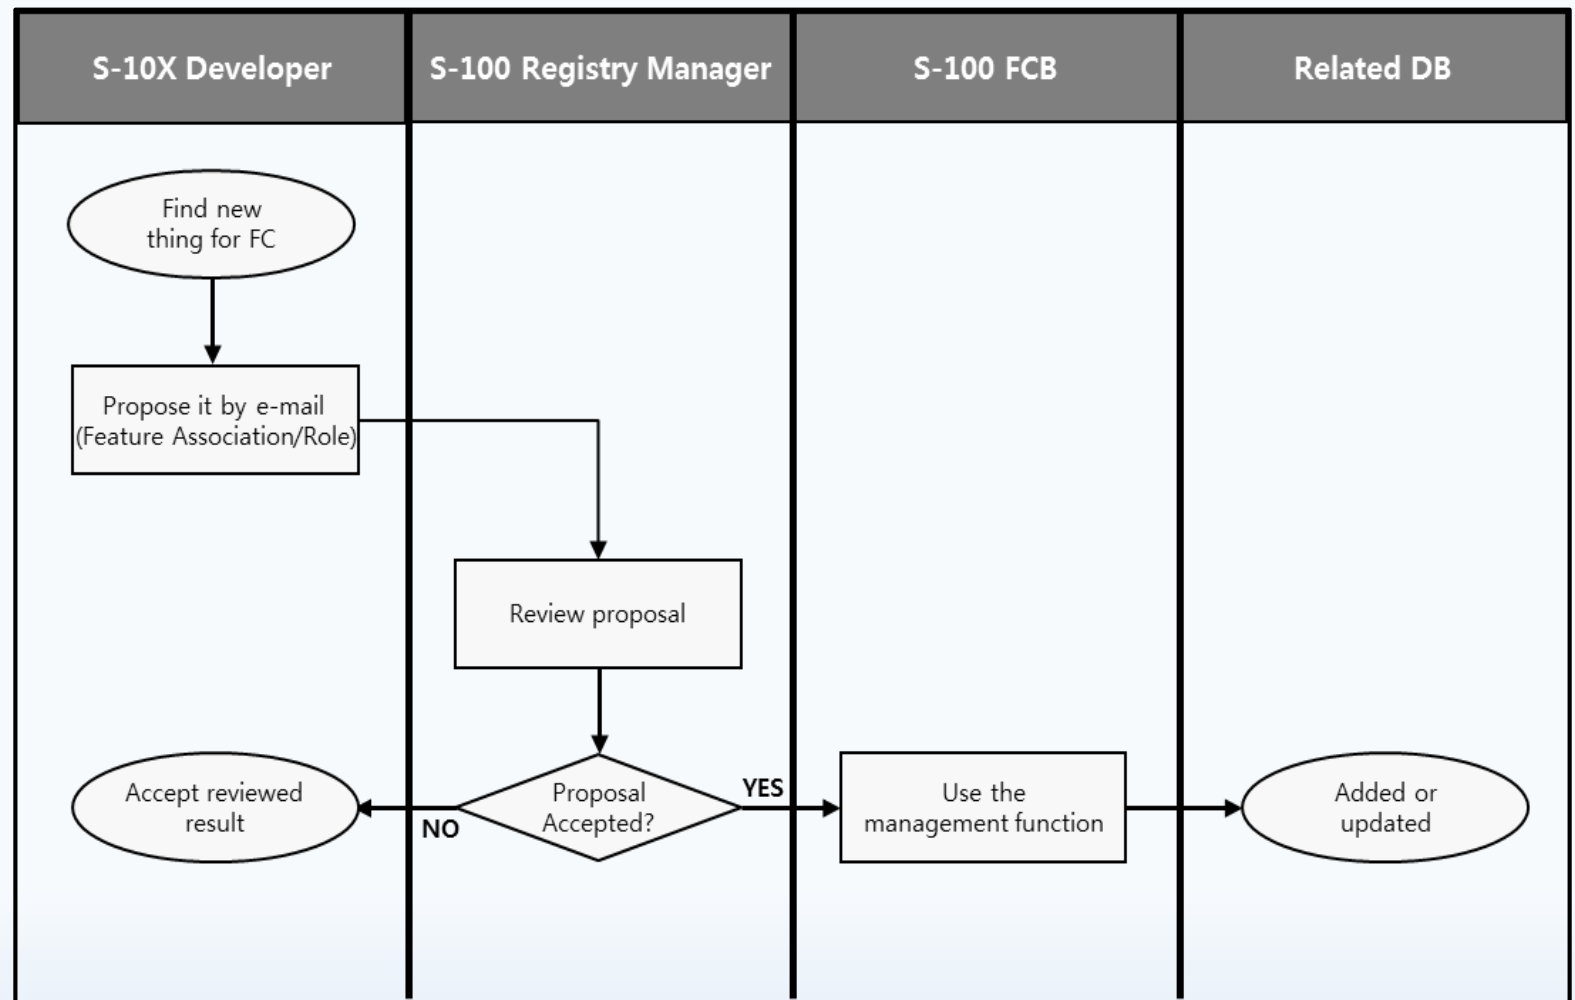 S-10X Developer
S-100 Registry Manager
S-100 FCB
Related DB
Find new
thing for FC
Propose it by e-mail
(Feature Association/Role)
Review proposal
Accept reviewed
result
NO
Proposal
Accepted?
YES
Use the
management function
Added or
updated